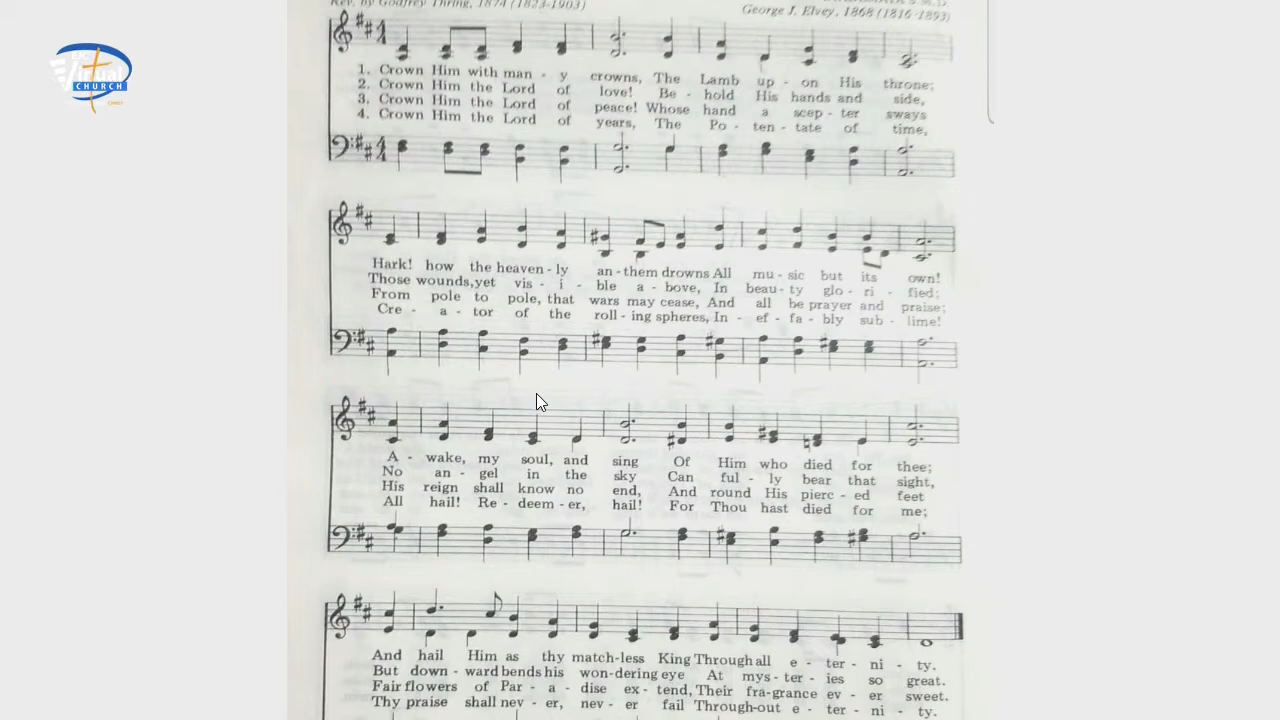 Rev. by Godfrey Thring, 1874 (1823-1903)
George J. Elvey, 1868 (1816-1893)
Virtual
CHURCH
1. Crown Him with man - y crowns, The Lamb up - on His throne;
2. Crown Him the Lord of love! Be - hold His hands and side,
3. Crown Him the Lord of peace! Whose hand a scep - ter sways
4. Crown Him the Lord of years, The Po - ten - tate of time,
Hark! how the heaven - ly an - them drowns All mu - sic but its own!
Those wounds, yet vis - i - ble a - bove, In beau - ty glo - ri - fied;
From pole to pole, that wars may cease, And all be prayer and praise;
Cre - a - tor of the roll - ing spheres, In - ef - fa - bly sub - lime!
A - wake, my soul, and sing Of Him who died for thee;
No an - gel in the sky Can ful - ly bear that sight,
His reign shall know no end, And round His pierc - ed feet
All hail! Re - deem - er, hail! For Thou hast died for me;
And hail Him as thy match - less King Through all e - ter - ni - ty.
But down - ward bends his won - dering eye At mys - ter - ies so great.
Fair flowers of Par - a - dise ex - tend, Their fra - grance ev - er sweet.
Thy praise shall nev - er, nev - er fail Through - out e - ter - ni - ty.